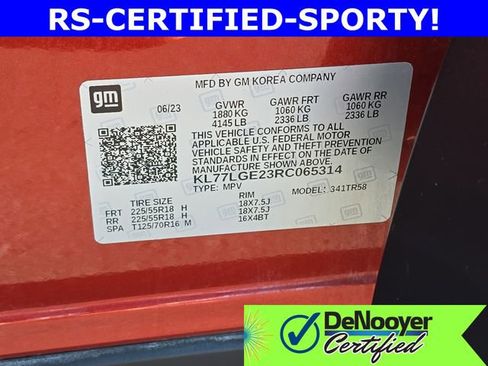 RS-CERTIFIED-SPORTY!
gm
MFD BY GM KOREA COMPANY
06/23 GVWR GAWR FRT GAWR RR
1880 KG 1060 KG 1060 KG
4145 LB 2336 LB 2336 LB
THIS VEHICLE CONFORMS TO ALL
APPLICABLE U.S. FEDERAL MOTOR
VEHICLE SAFETY AND THEFT
PREVENTION STANDARDS IN EFFECT
ON THE DATE OF
MANUFACTURE SHOWN ABOVE.
KL77LGE23RC065314
TYPE: MPV MODEL: 341TR58
TIRE SIZE RIM
FRT 225/55R18 H 18X7.5J
RR 225/55R18 H 18X7.5J
SPA T125/70R16 M 16X4BT
DeNooyer
Certified